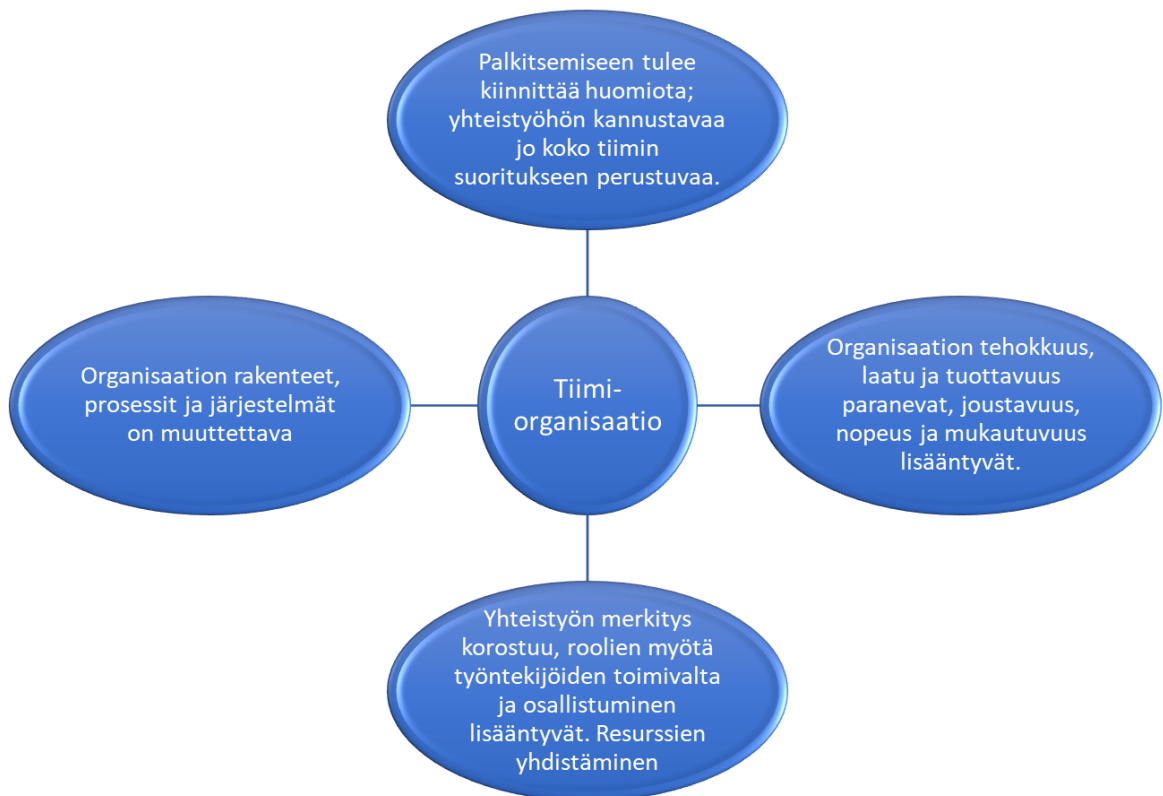 Palkitsemiseen tulee
kiinnittää huomiota;
yhteistyöhön kannustavaa
jo koko tiimin
suoritukseen perustuvaa.
Organisaation rakenteet,
prosessit ja järjestelmät
on muuttettava
Tiimi-
organisaatio
Organisaation tehokkuus,
laatu ja tuottavuus
paranevat, joustavuus,
nopeus ja mukautuvuus
lisääntyvät.
Yhteistyön merkitys
korostuu, roolien myötä
työntekijöiden toimivalta
ja osallistuminen
lisääntyvät. Resurssien
yhdistäminen